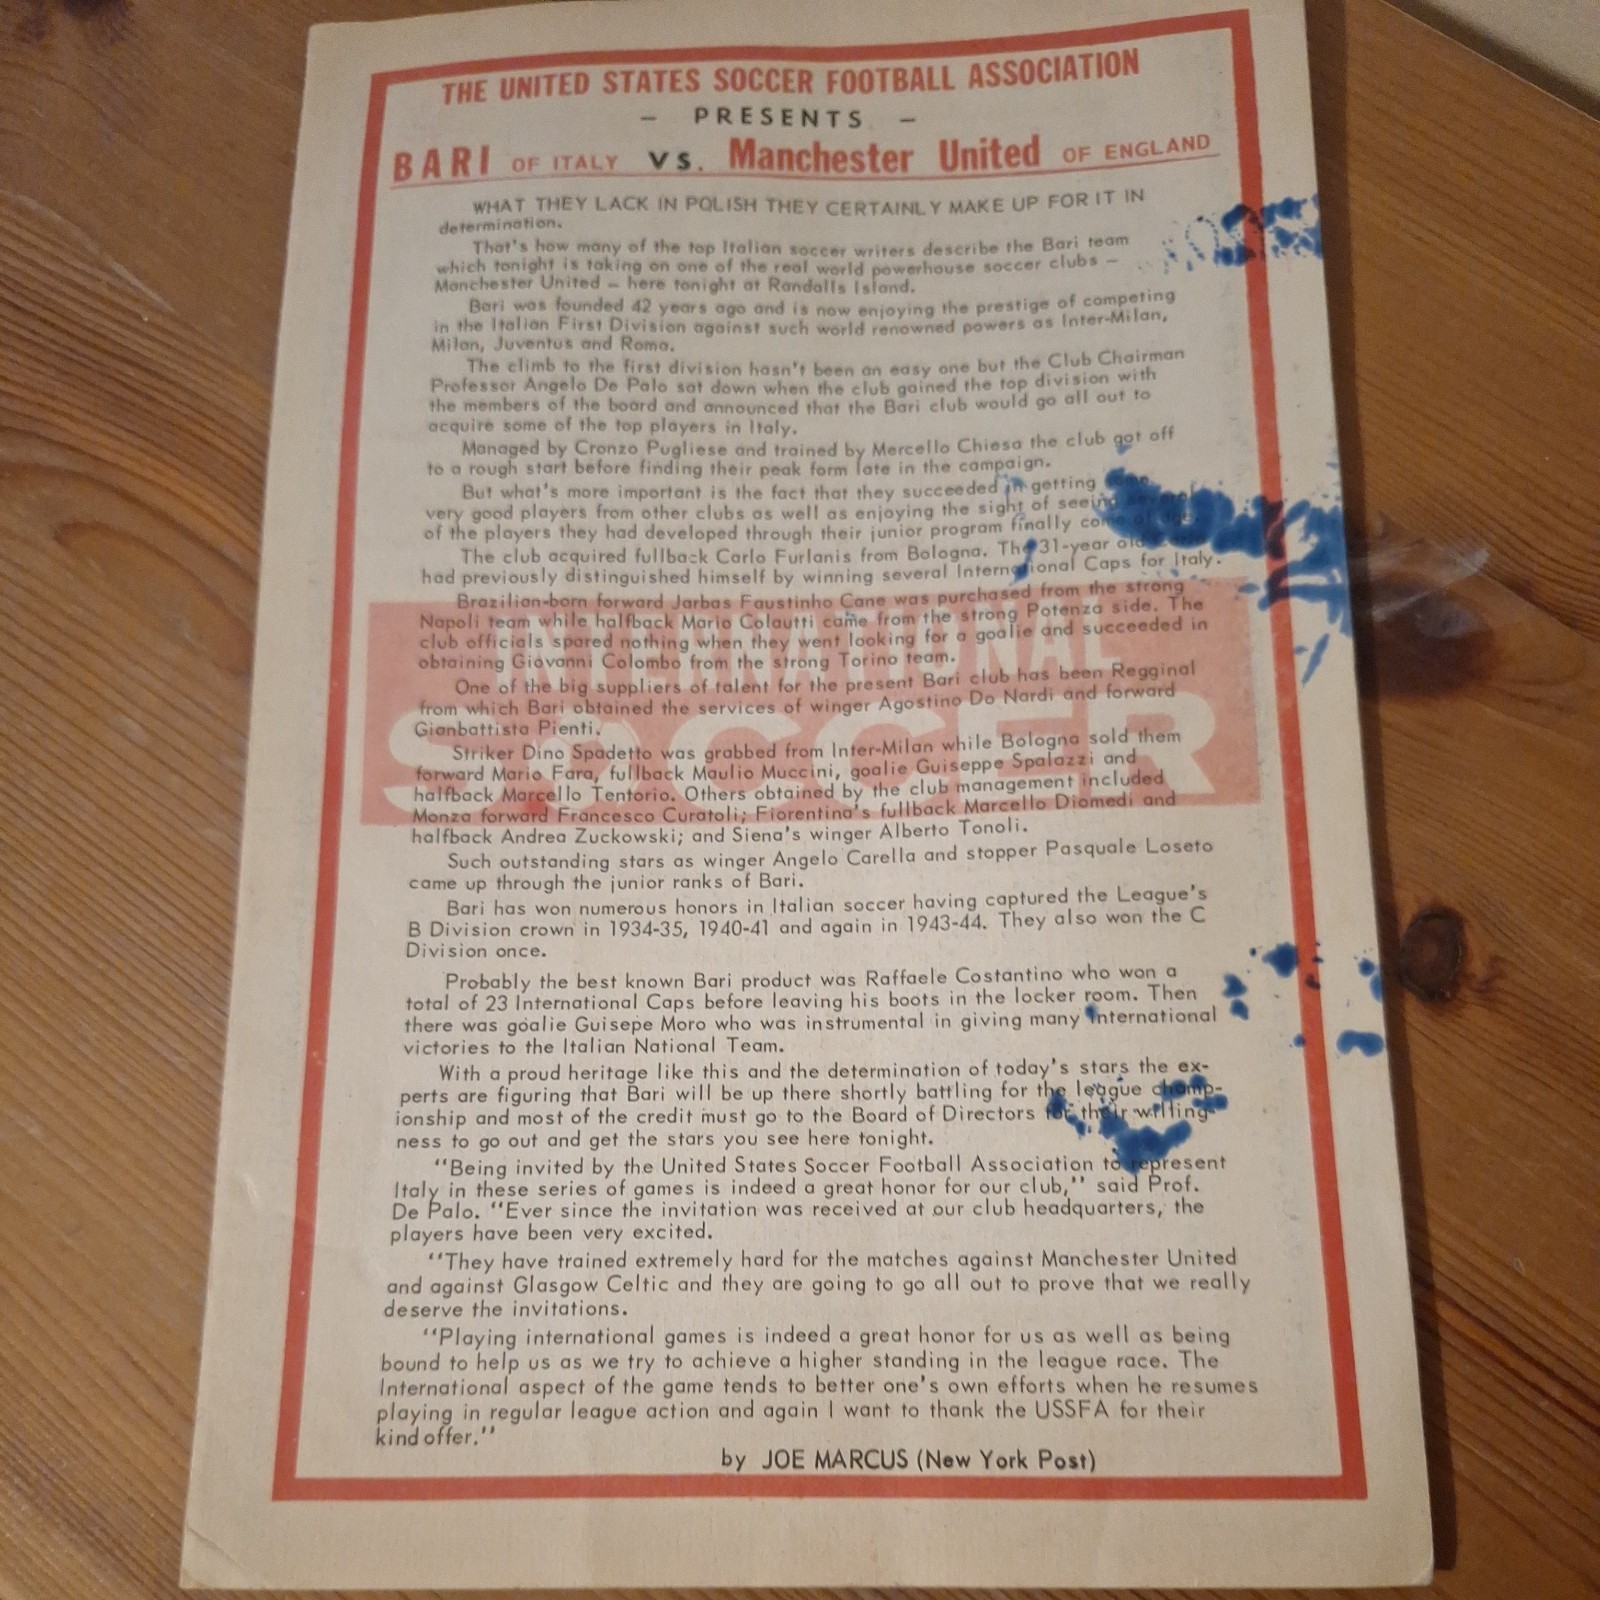 THE UNITED STATES SOCCER FOOTBALL ASSOCIATION
- PRESENTS -
BARI OF ITALY VS. Manchester United OF ENGLAND
WHAT THEY LACK IN POLISH THEY CERTAINLY MAKE UP FOR IT IN
determination.
That's how many of the top Italian soccer writers describe the Bari team
which tonight is taking on one of the real world powerhouse soccer clubs –
Manchester United – here tonight at Randalls Island.
Bari was founded 42 years ago and is now enjoying the prestige of competing
in the Italian First Division against such world renowned powers as Inter-Milan,
Milan, Juventus and Roma.
The climb to the first division hasn't been an easy one but the Club Chairman
Professor Angelo De Palo sat down when the club gained the top division with
the members of the board and announced that the Bari club would go all out to
acquire some of the top players in Italy.
Managed by Cronzo Pugliese and trained by Mercello Chiesa the club got off
to a rough start before finding their peak form late in the campaign.
But what's more important is the fact that they succeeded in getting some
very good players from other clubs as well as enjoying the sight of seeing several
of the players they had developed through their junior program finally come of age.
The club acquired fullback Carlo Furlanis from Bologna. The 31-year old
had previously distinguished himself by winning several International Caps for Italy.
Brazilian-born forward Jarbas Faustinho Cane was purchased from the strong
Napoli team while halfback Mario Colautti came from the strong Potenza side. The
club officials spared nothing when they went looking for a goalie and succeeded in
obtaining Giovanni Colombo from the strong Torino team.
One of the big suppliers of talent for the present Bari club has been Regginal
from which Bari obtained the services of winger Agostino Do Nardi and forward
Gianbattista Pienti.
Striker Dino Spadetto was grabbed from Inter-Milan while Bologna sold them
forward Mario Fara, fullback Maulio Muccini, goalie Guiseppe Spalazzi and
halfback Marcello Tentorio. Others obtained by the club management included
Monza forward Francesco Curatoli; Fiorentina's fullback Marcello Diomedi and
halfback Andrea Zuckowski; and Siena's winger Alberto Tonoli.
INTERNATIONAL
SOCCER
Such outstanding stars as winger Angelo Carella and stopper Pasquale Loseto
came up through the junior ranks of Bari.
Bari has won numerous honors in Italian soccer having captured the League's
B Division crown in 1934-35, 1940-41 and again in 1943-44. They also won the C
Division once.
Probably the best known Bari product was Raffaele Costantino who won a
total of 23 International Caps before leaving his boots in the locker room. Then
there was goalie Guisepe Moro who was instrumental in giving many international
victories to the Italian National Team.
With a proud heritage like this and the determination of today's stars the ex-
perts are figuring that Bari will be up there shortly battling for the league champ-
ionship and most of the credit must go to the Board of Directors for their willing-
ness to go out and get the stars you see here tonight.
"Being invited by the United States Soccer Football Association to represent
Italy in these series of games is indeed a great honor for our club," said Prof.
De Palo. "Ever since the invitation was received at our club headquarters, the
players have been very excited.
"They have trained extremely hard for the matches against Manchester United
and against Glasgow Celtic and they are going to go all out to prove that we really
deserve the invitations.
"Playing international games is indeed a great honor for us as well as being
bound to help us as we try to achieve a higher standing in the league race. The
International aspect of the game tends to better one's own efforts when he resumes
playing in regular league action and again I want to thank the USSFA for their
kind offer."
by JOE MARCUS (New York Post)